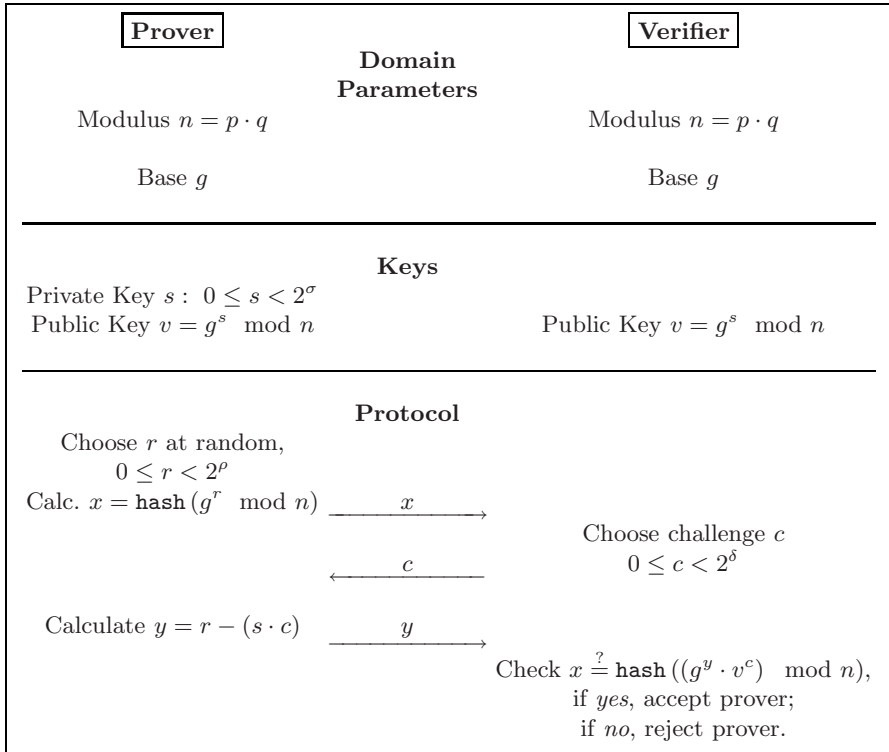 Prover Verifier
Domain
Parameters
Modulus n = p · q Modulus n = p · q
Base g Base g
Keys
Private Key s : 0 ≤ s < 2^σ
Public Key v = g^s mod n Public Key v = g^s mod n
Protocol
Choose r at random,
0 ≤ r < 2^ρ
Calc. x = hash (g^r mod n) x
Choose challenge c
c 0 ≤ c < 2^δ
Calculate y = r − (s · c) y
Check x ≟ hash ((g^y · v^c) mod n),
if yes, accept prover;
if no, reject prover.